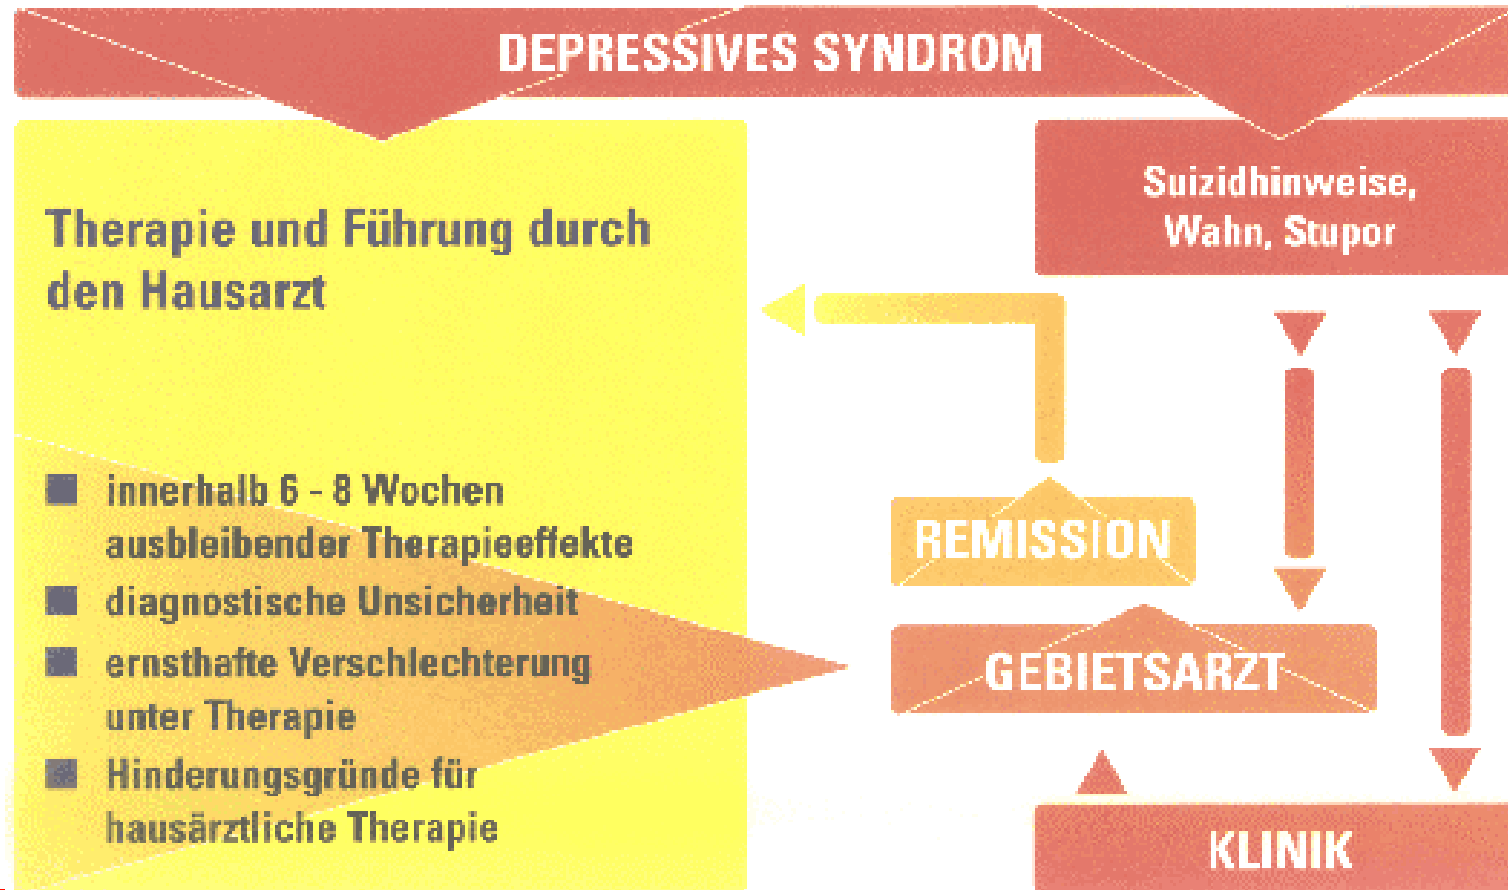 DEPRESSIVES SYNDROM
Therapie und Führung durch
den Hausarzt
innerhalb 6 - 8 Wochen
ausbleibender Therapieeffekte
diagnostische Unsicherheit
ernsthafte Verschlechterung
unter Therapie
Hinderungsgründe für
hausärztliche Therapie
Suizidhinweise,
Wahn, Stupor
REMISSION
GEBIETSARZT
KLINIK